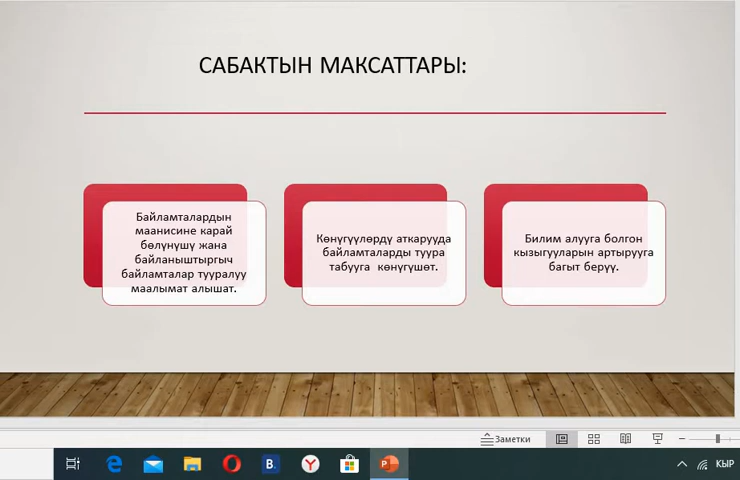 САБАКТЫН МАКСАТТАРЫ:
Байламталардын
маанисине карай
бөлүнүшү жана
байланыштыргыч
байламталар тууралуу
маалымат алышат.
Көнүгүүлөрдү аткарууда
байламталарды туура
табууга көнүгүшөт.
Билим алууга болгон
кызыгууларын артырууга
багыт берүү.
Заметки
B.
КЫР